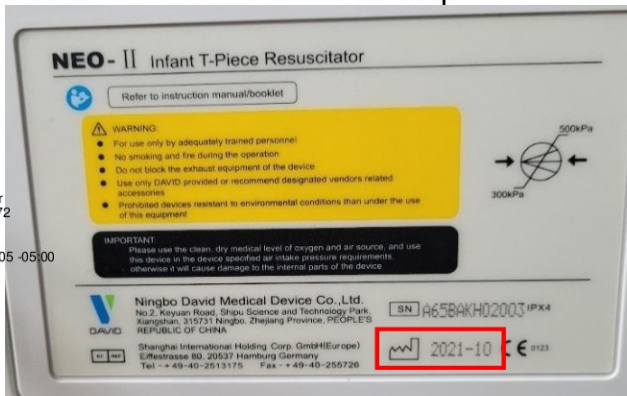 NEO-II Infant T-Piece Resuscitator
Refer to instruction manual/booklet
WARNING:
For use only by adequately trained personnel
No smoking and fire during the operation
Do not block the exhaust equipment of the device
Use only DAVID provided or recommend designated vendors related
accessories
Prohibited devices resistant to environmental conditions than under the use
of this equipment
500kPa
300kPa
IMPORTANT:
Please use the clean, dry medical level of oxygen and air source, and use
this device in the device specified air intake pressure requirements,
otherwise it will cause damage to the internal parts of the device
DAVID
Ningbo David Medical Device Co.,Ltd.
No.2, Keyuan Road, Shipu Science and Technology Park,
Xiangshan, 315731 Ningbo, Zhejiang Province, PEOPLE'S
REPUBLIC OF CHINA
EC REP
Shanghai International Holding Corp. GmbH(Europe)
Eiffestrasse 80, 20537 Hamburg Germany
Tel - + 49-40-2513175 Fax - + 49-40-255726
SN A65BAKH02003 IPX4
2021-10 CE 0123
72
05 -05:00